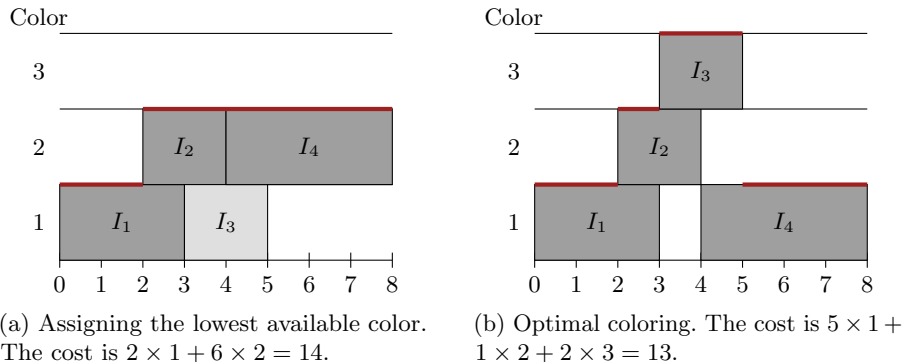 Color
3
2
1
I₂
I₄
I₁
I₃
0 1 2 3 4 5 6 7 8
(a) Assigning the lowest available color.
The cost is 2 × 1 + 6 × 2 = 14.
Color
3
2
1
I₃
I₂
I₁
I₄
0 1 2 3 4 5 6 7 8
(b) Optimal coloring. The cost is 5 × 1 +
1 × 2 + 2 × 3 = 13.